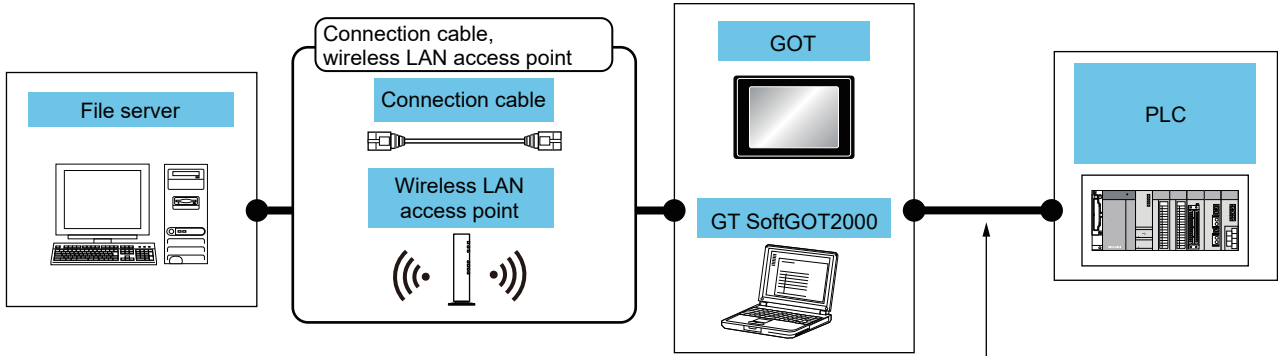 File server
Connection cable,
wireless LAN access point
Connection cable
Wireless LAN
access point
GOT
GT SoftGOT2000
PLC